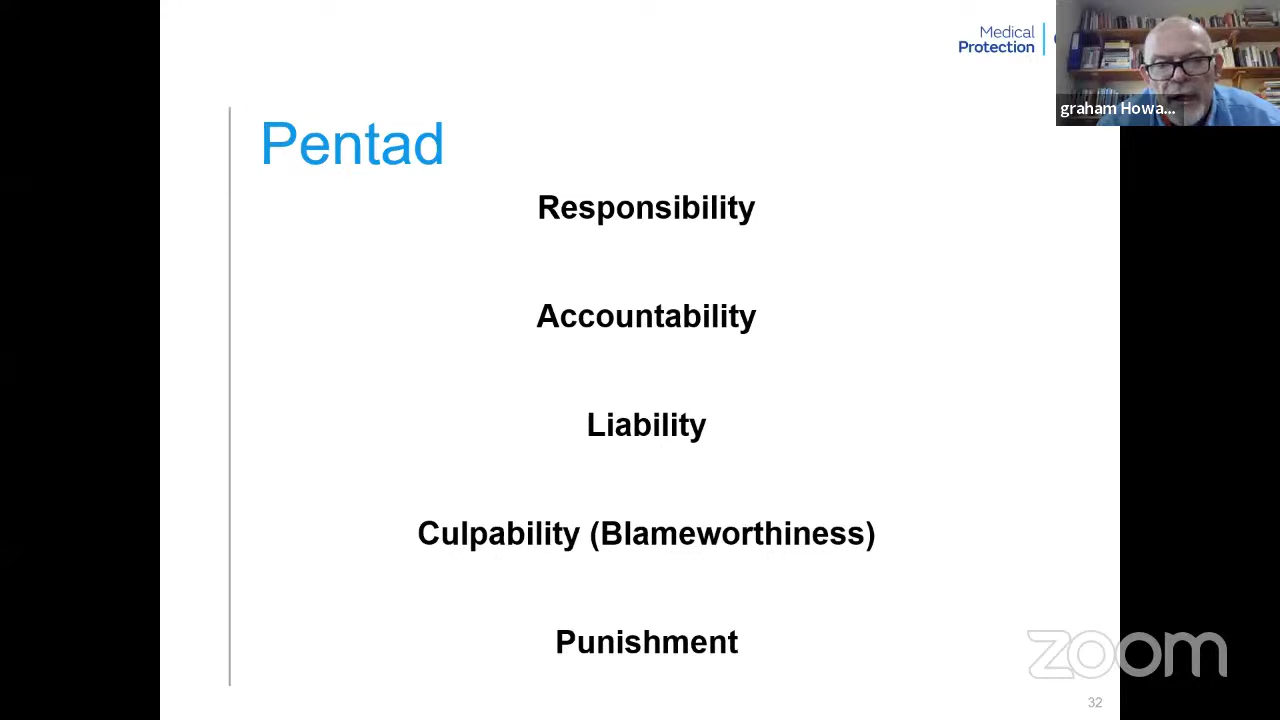 Medical
Protection
graham Howa...
Pentad
Responsibility
Accountability
Liability
Culpability (Blameworthiness)
Punishment
zoom
32